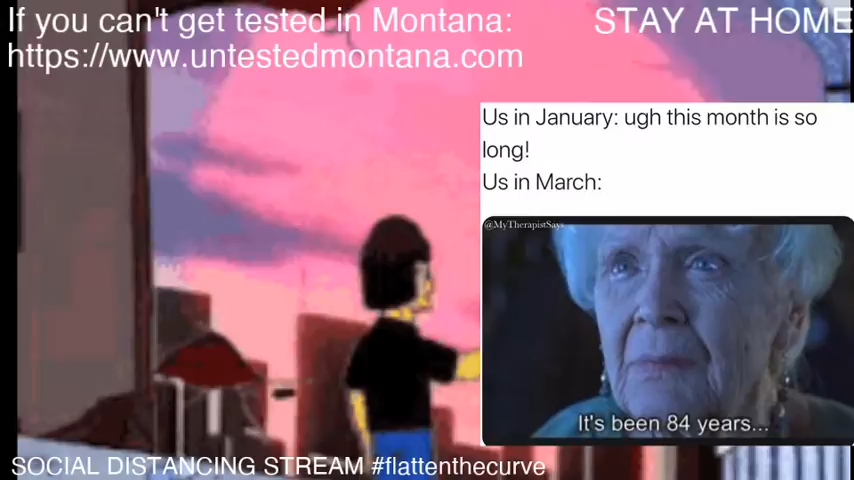 If you can't get tested in Montana:
https://www.untestedmontana.com
STAY AT HOME
Us in January: ugh this month is so
long!
Us in March:
@MyTherapistSays
It's been 84 years...
SOCIAL DISTANCING STREAM #flattenthecurve